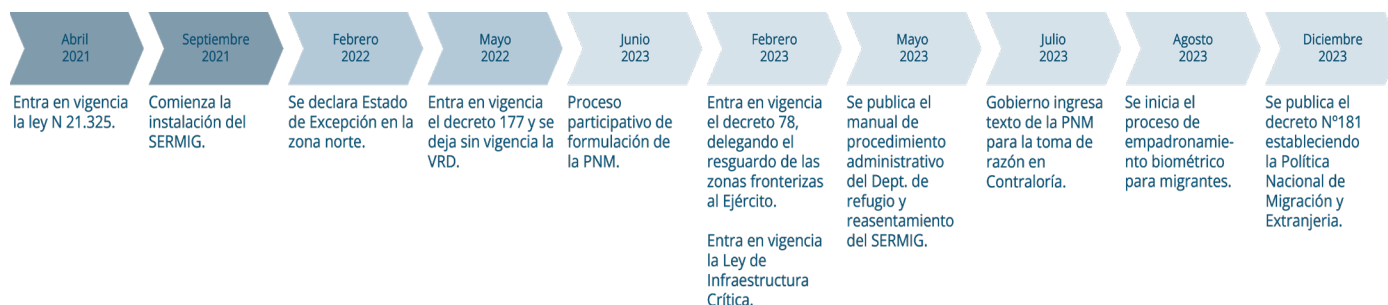 Abril
2021
Entra en vigencia
la ley N 21.325.
Septiembre
2021
Comienza la
instalación del
SERMIG.
Febrero
2022
Se declara Estado
de Excepción en la
zona norte.
Mayo
2022
Entra en vigencia
el decreto 177 y se
deja sin vigencia la
VRD.
Junio
2023
Proceso
participativo de
formulación de
la PNM.
Febrero
2023
Entra en vigencia
el decreto 78,
delegando el
resguardo de las
zonas fronterizas
al Ejército.
Entra en vigencia
la Ley de
Infraestructura
Crítica.
Mayo
2023
Se publica el
manual de
procedimiento
administrativo
del Dept. de
refugio y
reasentamiento
del SERMIG.
Julio
2023
Gobierno ingresa
texto de la PNM
para la toma de
razón en
Contraloría.
Agosto
2023
Se inicia el
proceso de
empadronamie-
nto biométrico
para migrantes.
Diciembre
2023
Se publica el
decreto Nº181
estableciendo
la Política
Nacional de
Migración y
Extranjeria.